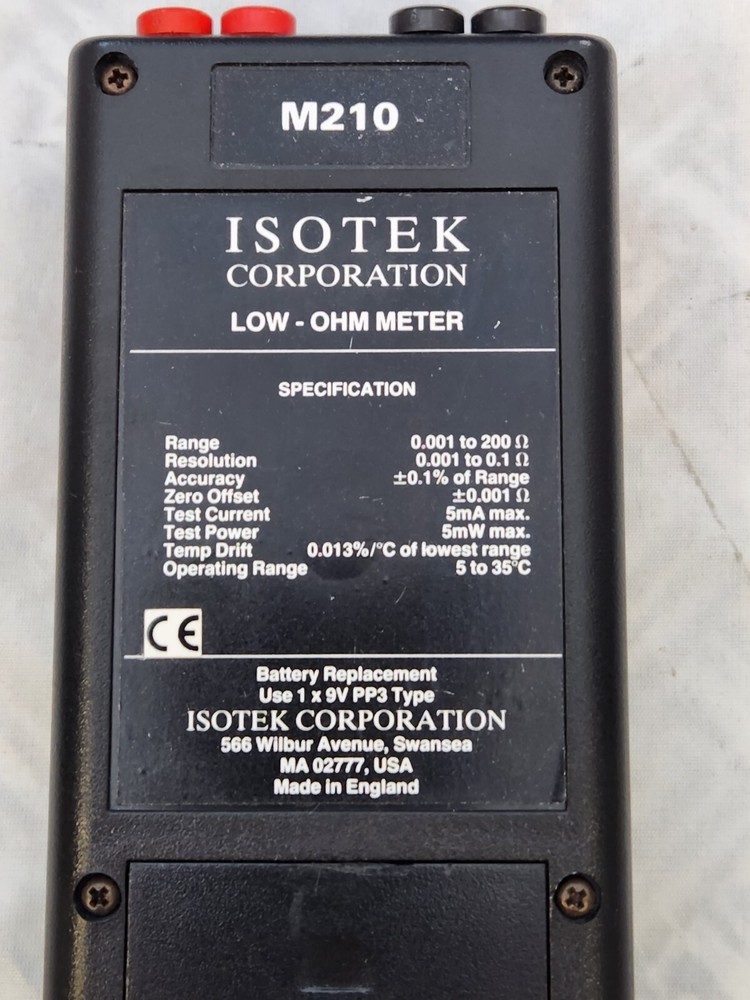 M210
ISOTEK
CORPORATION
LOW - OHM METER
SPECIFICATION
Range 0.001 to 200 Ω
Resolution 0.001 to 0.1 Ω
Accuracy ±0.1% of Range
Zero Offset ±0.001 Ω
Test Current 5mA max.
Test Power 5mW max.
Temp Drift 0.013%/°C of lowest range
Operating Range 5 to 35°C
CE
Battery Replacement
Use 1 x 9V PP3 Type
ISOTEK CORPORATION
566 Wilbur Avenue, Swansea
MA 02777, USA
Made in England